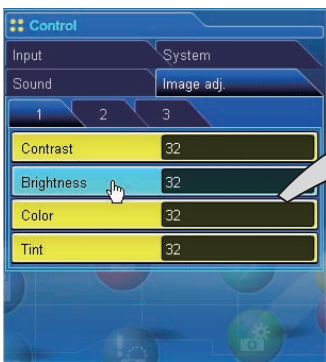 Control
Input System
Sound Image adj.
1 2 3
Contrast 32
Brightness 32
Color 32
Tint 32